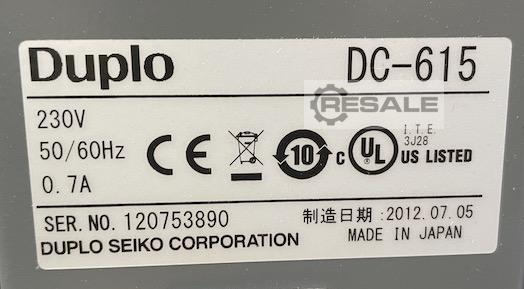 Duplo DC-615
RESALE
230V
50/60Hz
0.7A
CE
10
c UL US LISTED
I.T.E.
3J28
SER.NO. 120753890
制造日期:2012.07.05
DUPLO SEIKO CORPORATION
MADE IN JAPAN